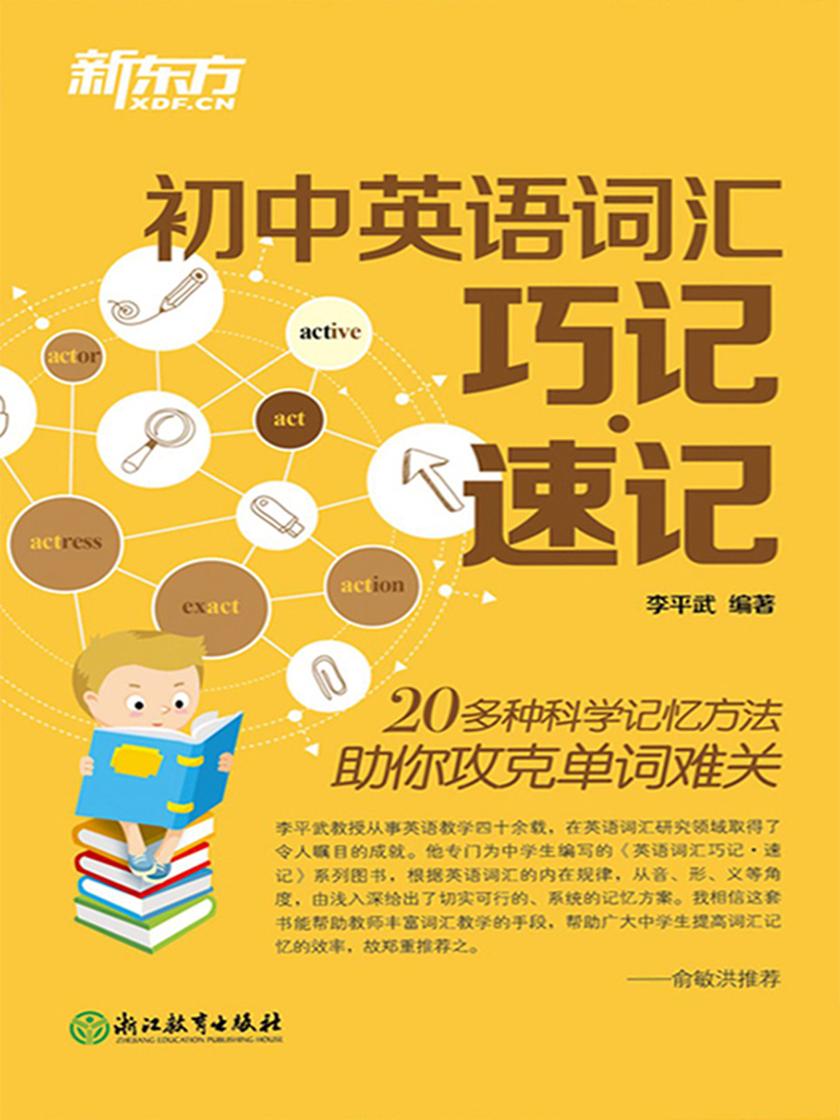 新东方
XDF.CN
初中英语词汇
巧记·
速记
active
actor
act
actress
action
exact
李平武 编著
20多种科学记忆方法
助你攻克单词难关
李平武教授从事英语教学四十余载，在英语词汇研究领域取得了
令人瞩目的成就。他专门为中学生编写的《英语词汇巧记·速
记》系列图书，根据英语词汇的内在规律，从音、形、义等角
度，由浅入深给出了切实可行的、系统的记忆方案。我相信这套
书能帮助教师丰富词汇教学的手段，帮助广大中学生提高词汇记
忆的效率，故郑重推荐之。
——俞敏洪推荐
浙江教育出版社
ZHEJIANG EDUCATION PUBLISHING HOUSE